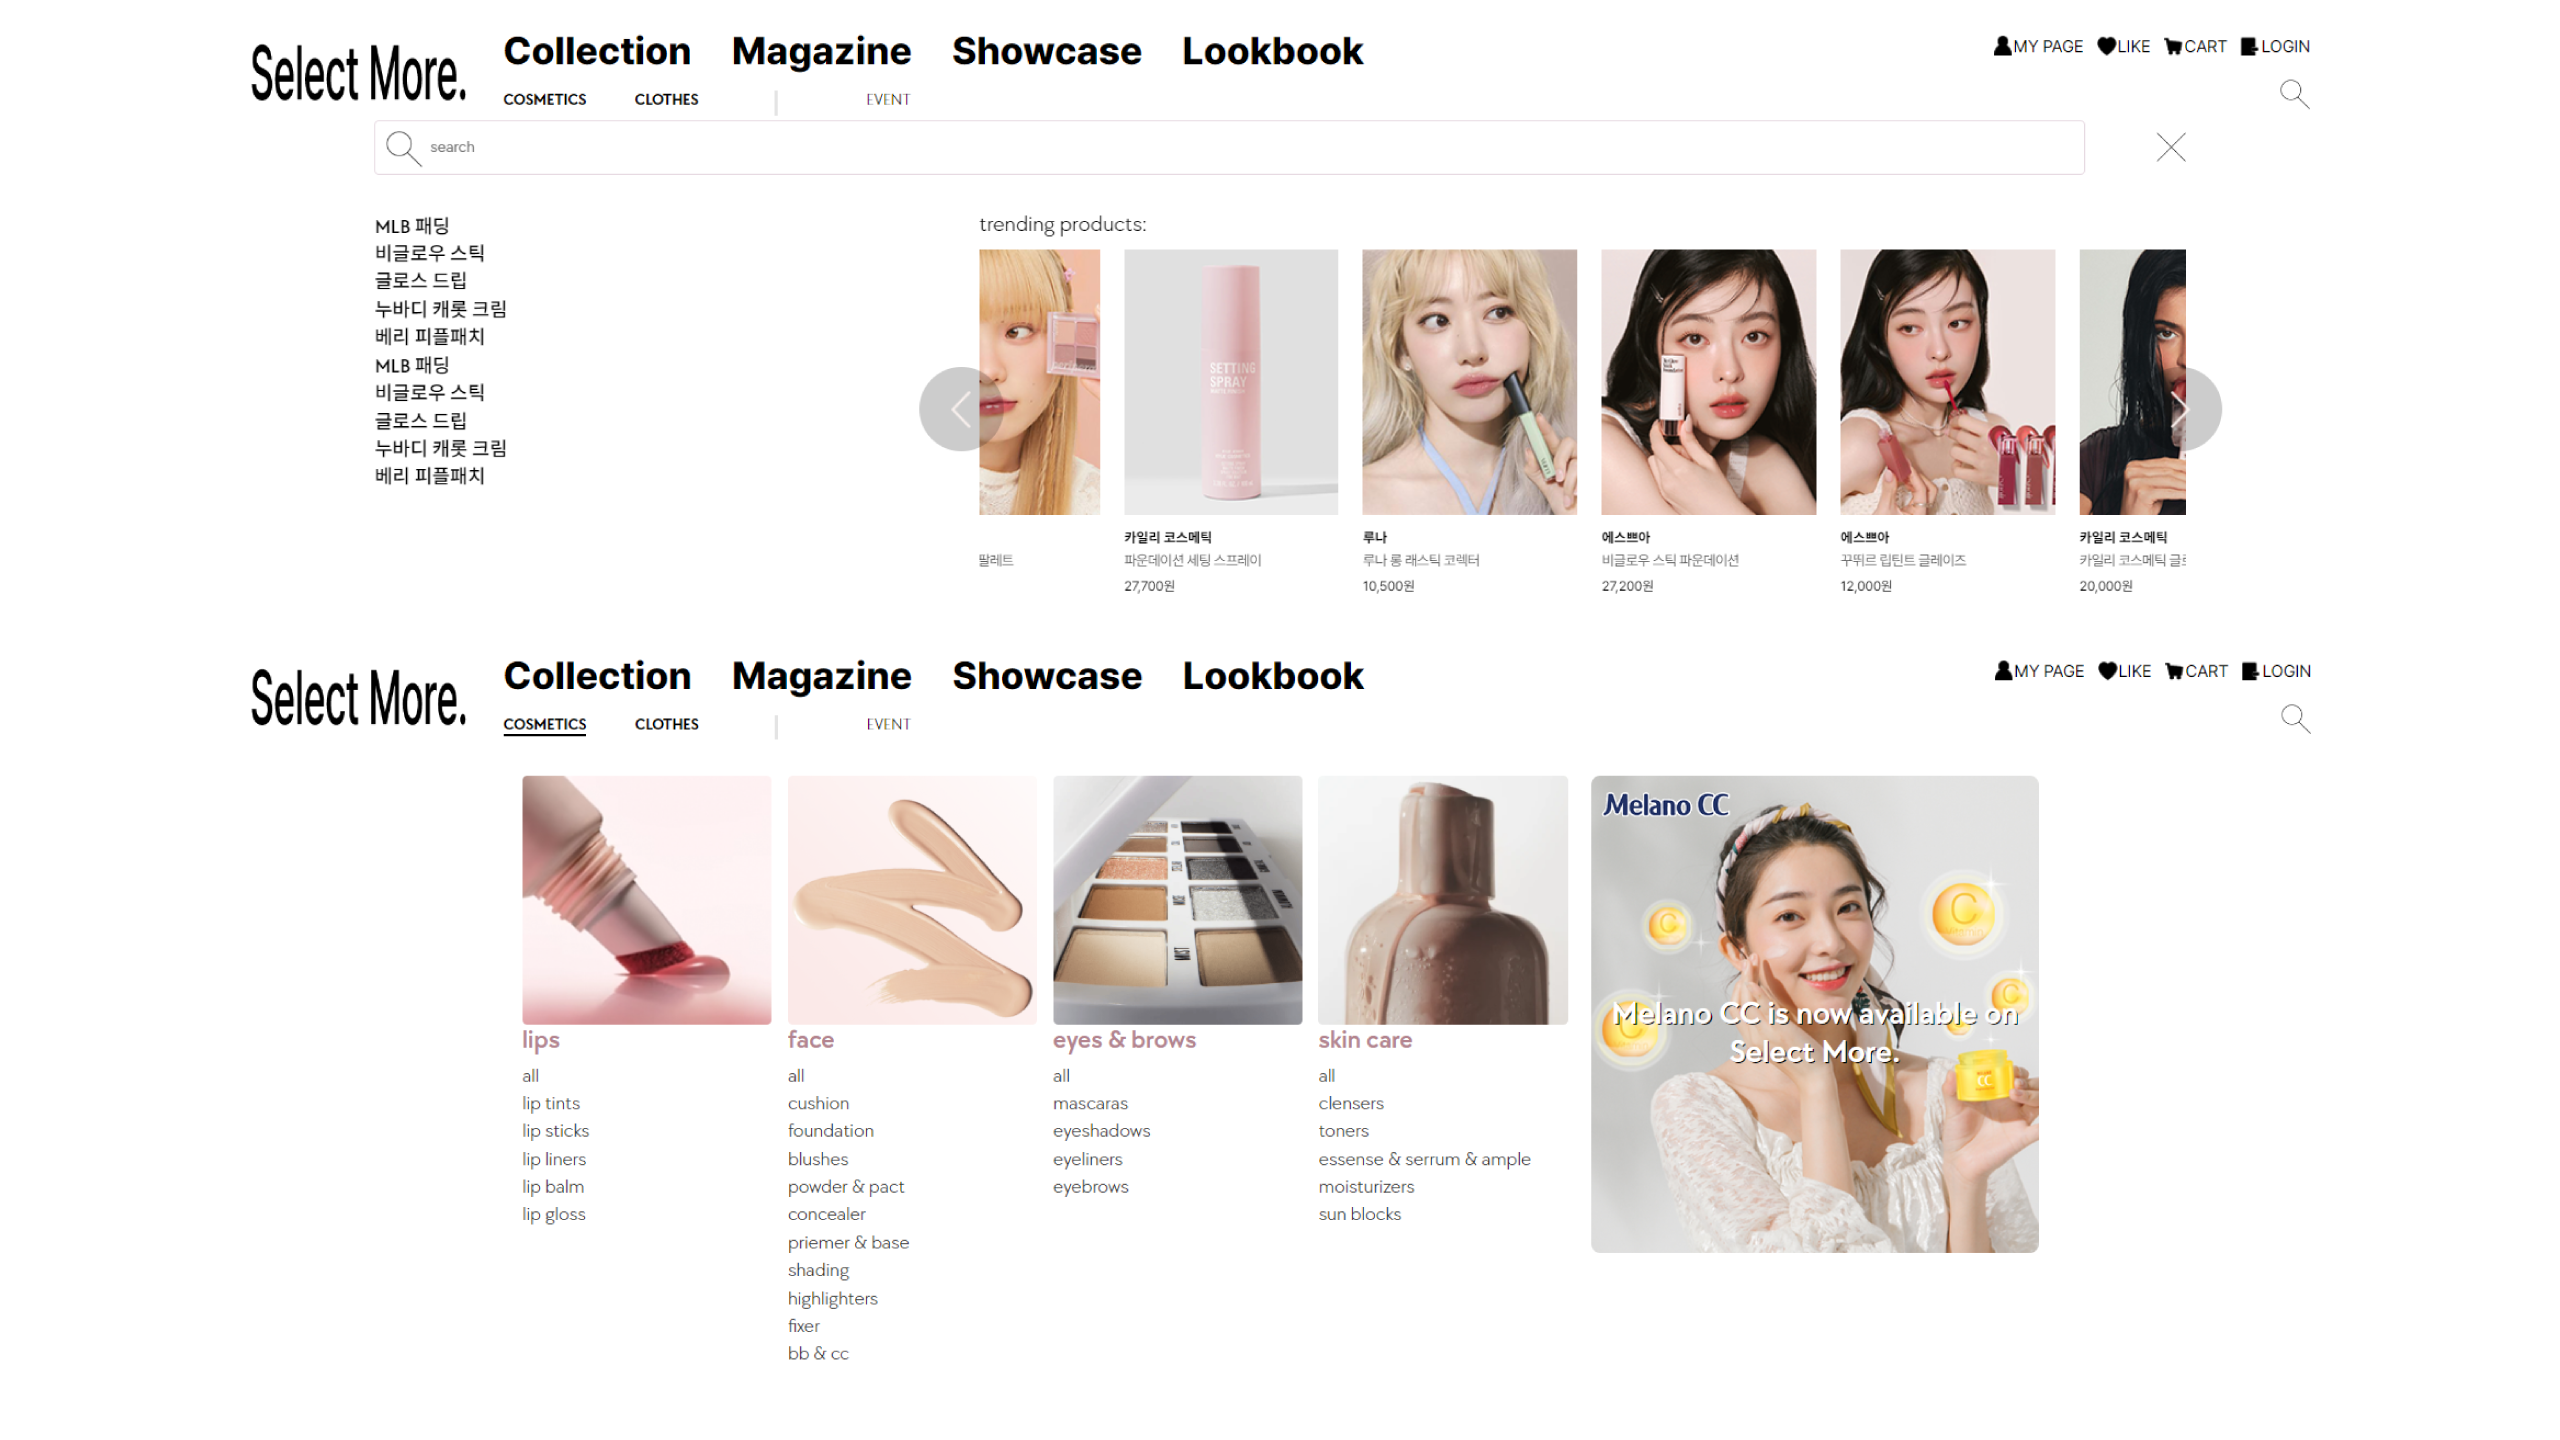 Select More.
Collection Magazine Showcase Lookbook
MY PAGE LIKE CART LOGIN
COSMETICS CLOTHES EVENT
search
MLB 패딩
비글로우 스틱
글로스 드립
누바디 캐롯 크림
베리 피플패치
MLB 패딩
비글로우 스틱
글로스 드립
누바디 캐롯 크림
베리 피플패치
trending products:
SETTING
SPRAY
팔레트
카일리 코스메틱
파운데이션 세팅 스프레이
27,700원
루나
루나 롱 래스틱 코렉터
10,500원
에스쁘아
비글로우 스틱 파운데이션
27,200원
에스쁘아
꾸뛰르 립틴트 글레이즈
12,000원
카일리 코스메틱
카일리 코스메틱 글로
20,000원
Select More.
Collection Magazine Showcase Lookbook
MY PAGE LIKE CART LOGIN
COSMETICS CLOTHES EVENT
lips
all
lip tints
lip sticks
lip liners
lip balm
lip gloss
face
all
cushion
foundation
blushes
powder & pact
concealer
priemer & base
shading
highlighters
fixer
bb & cc
eyes & brows
all
mascaras
eyeshadows
eyeliners
eyebrows
skin care
all
clensers
toners
essense & serrum & ample
moisturizers
sun blocks
Melano CC
Melano CC is now available on
Select More.